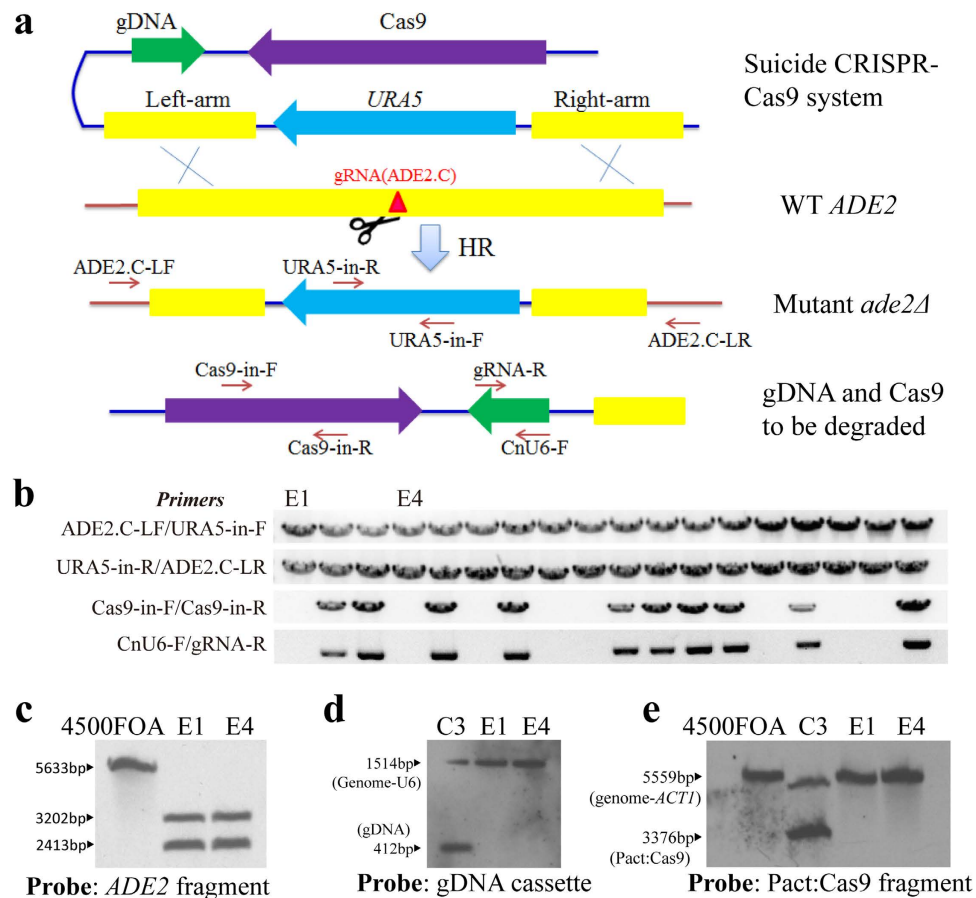 a
gDNA
Cas9
Suicide CRISPR-
Cas9 system
Left-arm
URA5
Right-arm
gRNA(ADE2.C)
WT ADE2
HR
ADE2.C-LF
URA5-in-R
Mutant ade2Δ
URA5-in-F
ADE2.C-LR
Cas9-in-F
gRNA-R
gDNA and Cas9
to be degraded
Cas9-in-R
CnU6-F
b
Primers
E1
E4
ADE2.C-LF/URA5-in-F
URA5-in-R/ADE2.C-LR
Cas9-in-F/Cas9-in-R
CnU6-F/gRNA-R
c
4500FOA E1 E4
5633bp
3202bp
2413bp
Probe: ADE2 fragment
d
C3 E1 E4
1514bp
(Genome-U6)
(gDNA)
412bp
Probe: gDNA cassette
e
4500FOA C3 E1 E4
5559bp
(genome-ACT1)
3376bp
(Pact:Cas9)
Probe: Pact:Cas9 fragment